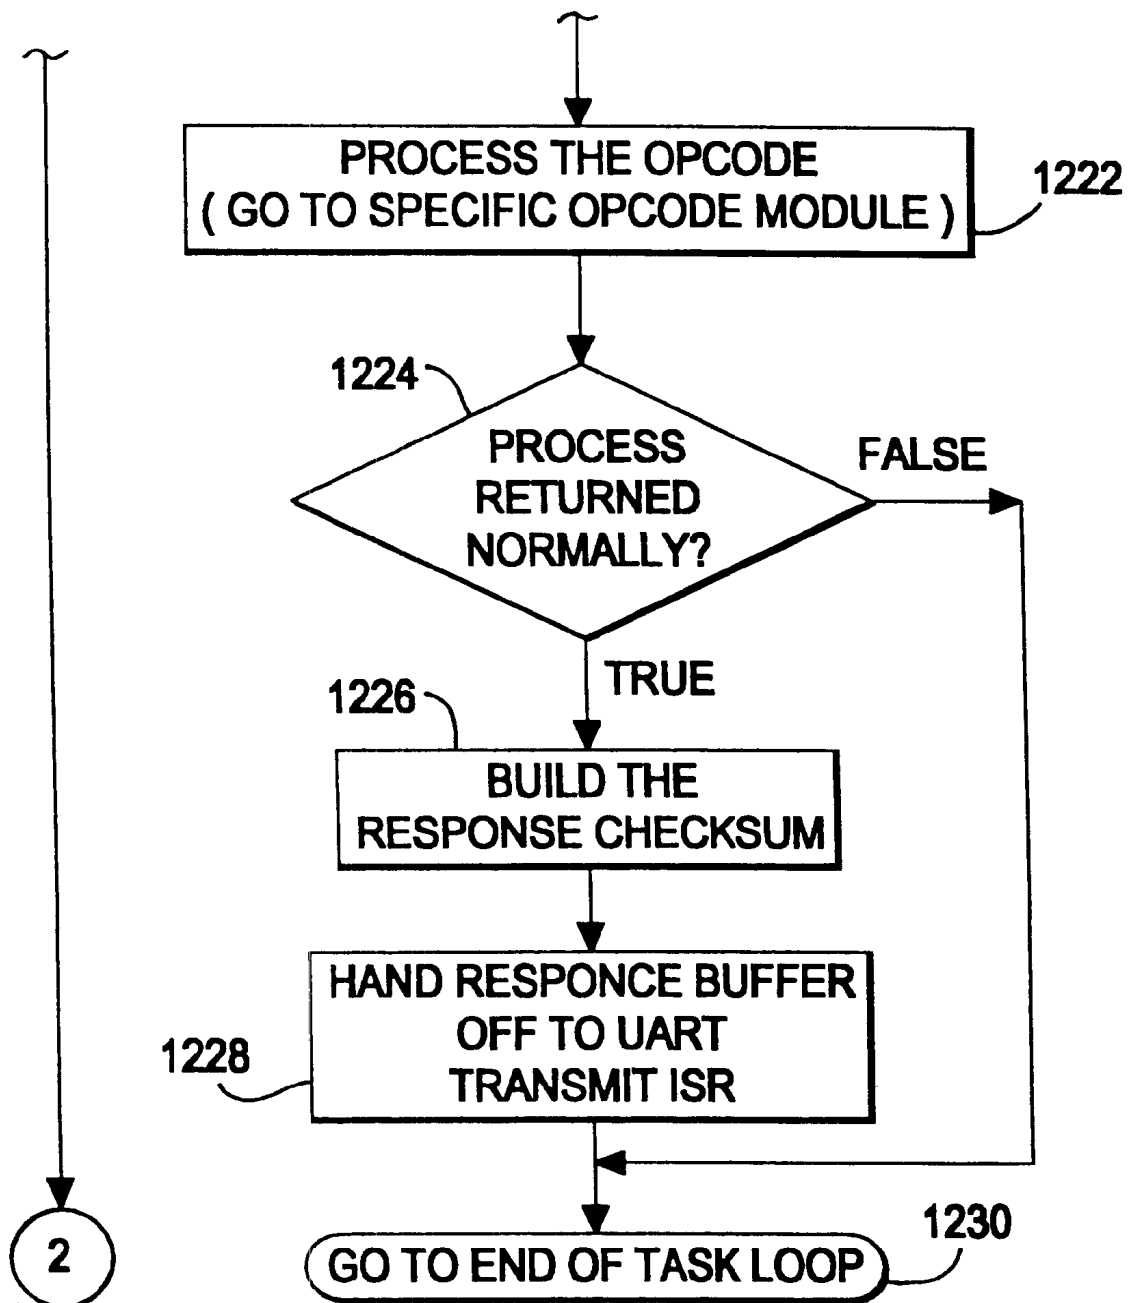 PROCESS THE OPCODE
( GO TO SPECIFIC OPCODE MODULE )
1222
1224
PROCESS
RETURNED
NORMALLY?
FALSE
TRUE
1226
BUILD THE
RESPONSE CHECKSUM
HAND RESPONCE BUFFER
OFF TO UART
TRANSMIT ISR
1228
2
GO TO END OF TASK LOOP
1230